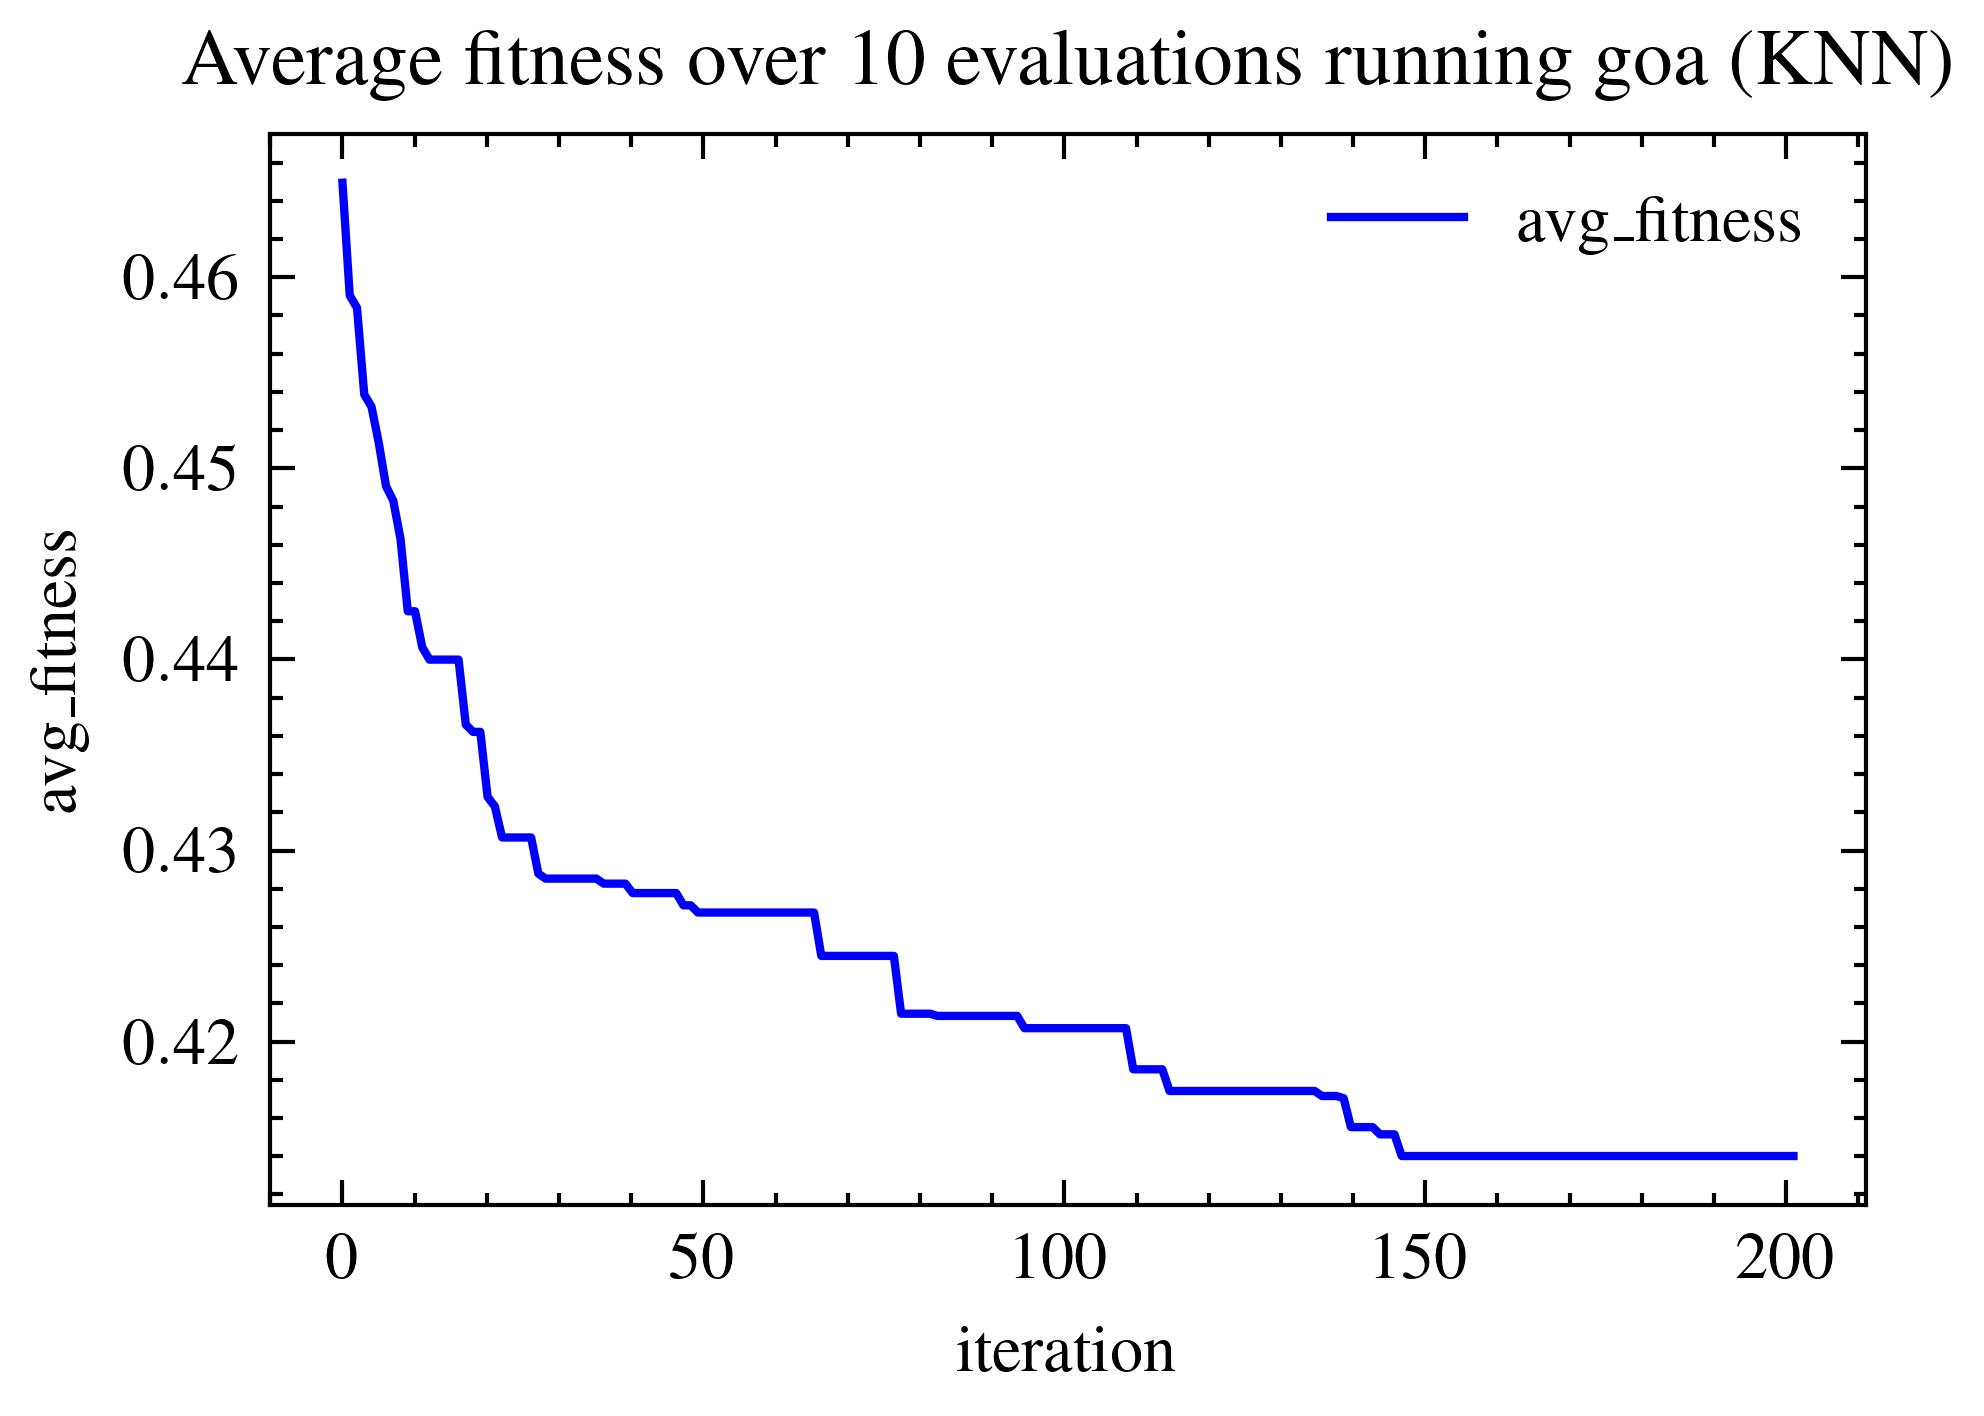 Average fitness over 10 evaluations running goa (KNN)
avg_fitness
avg_fitness
0.46
0.45
0.44
0.43
0.42
0 50 100 150 200
iteration